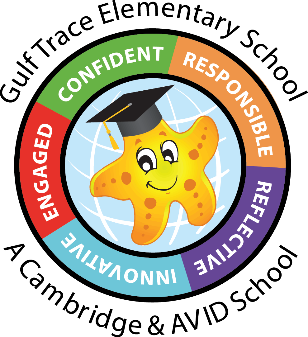 Gulf Trace Elementary School
CONFIDENT
RESPONSIBLE
REFLECTIVE
INNOVATIVE
ENGAGED
A Cambridge & AVID School